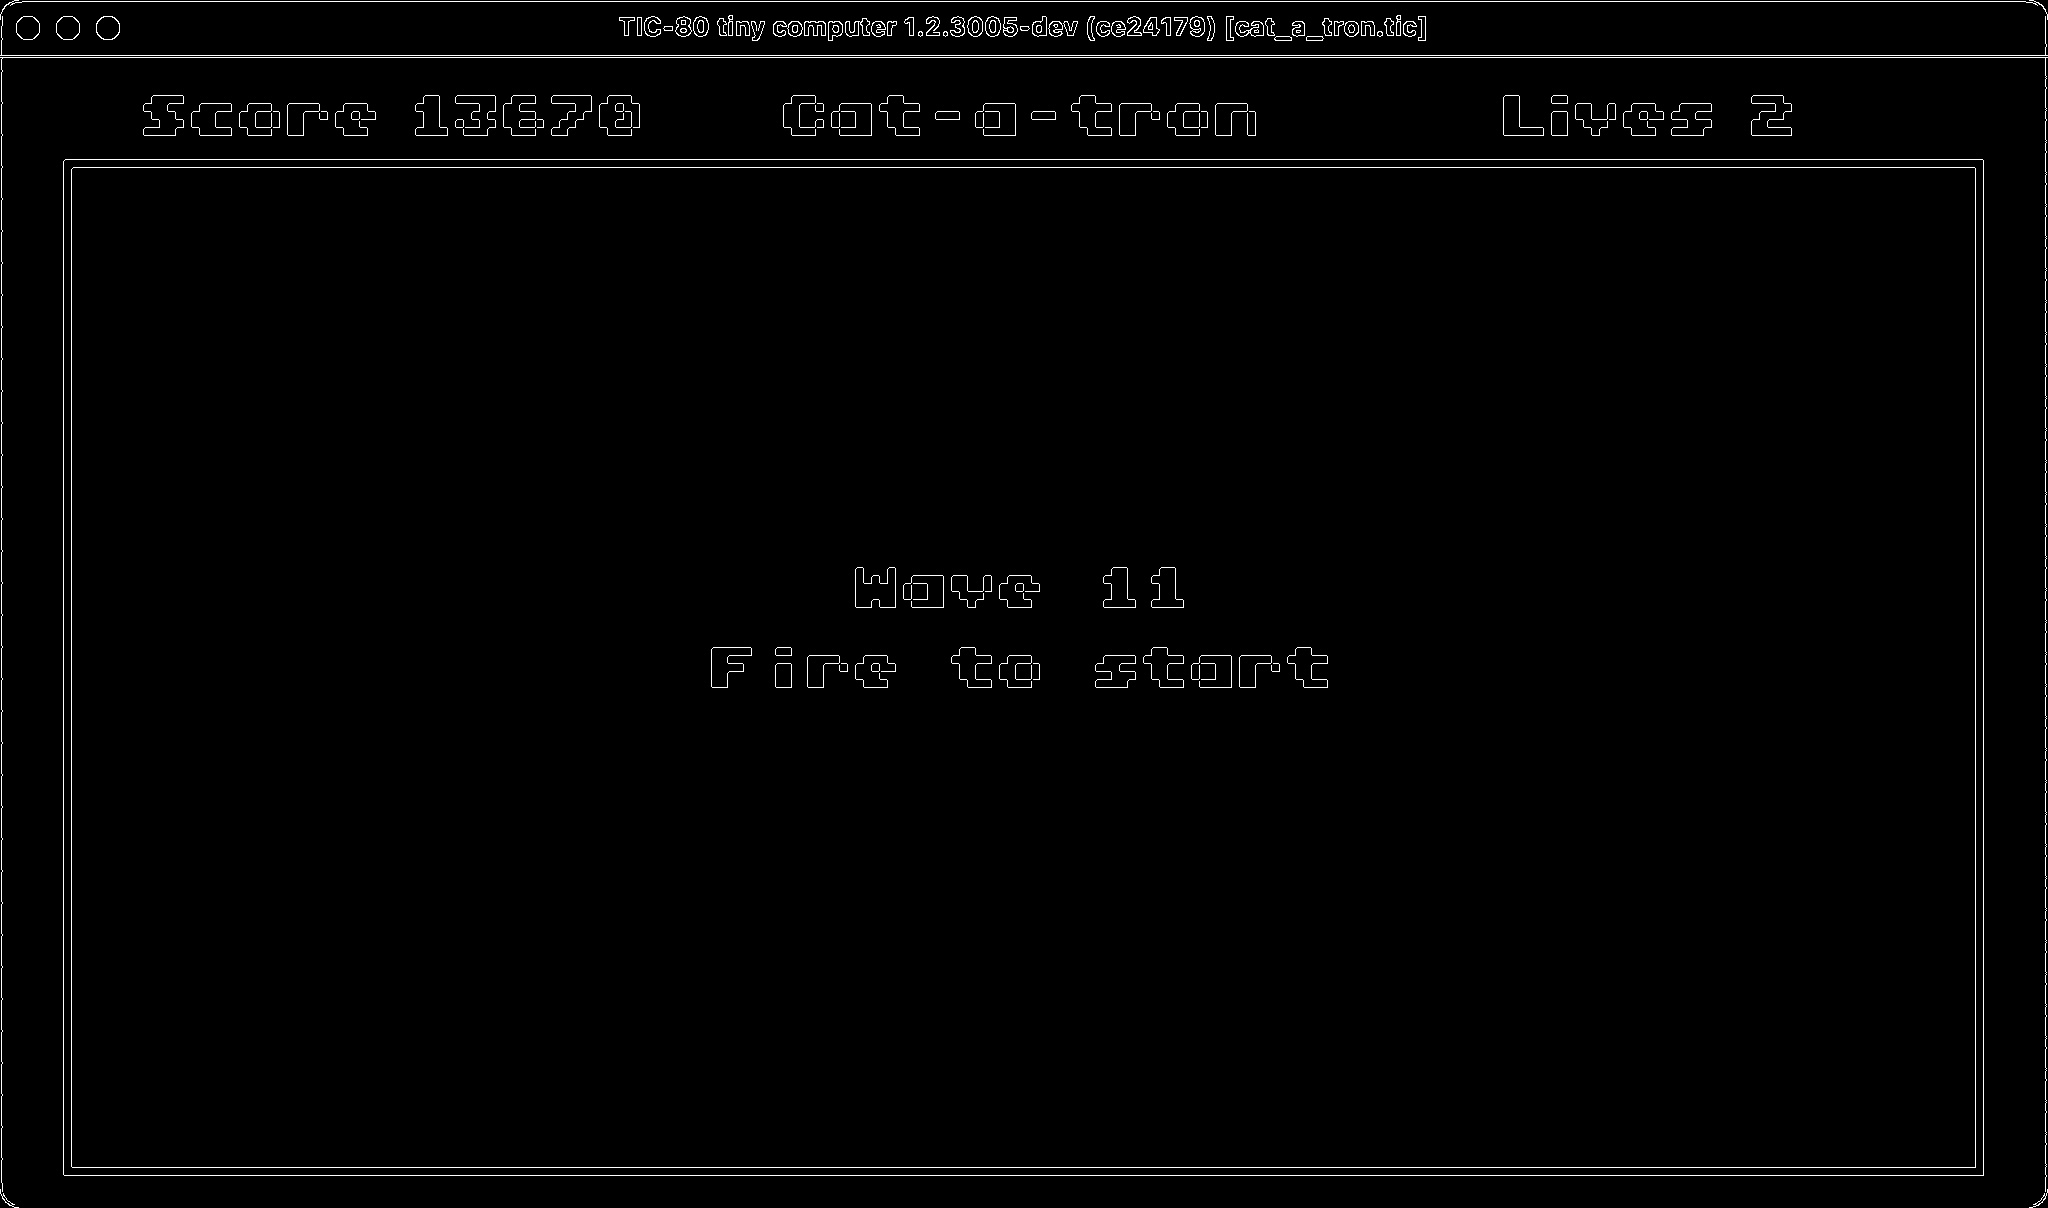 TIC-80 tiny computer 1.2.3005-dev (ce24179) [cat_a_tron.tic]
Score 13670 Cat-a-tron Lives 2
Wave 11
Fire to start